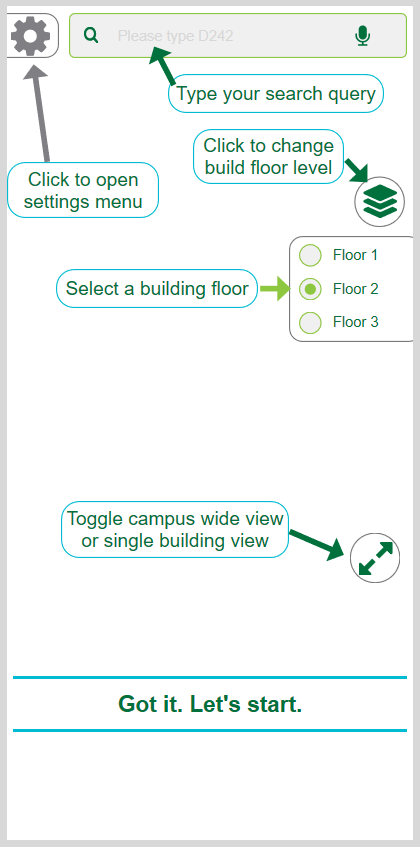 Please type D242
Type your search query
Click to change
build floor level
Click to open
settings menu
Floor 1
Select a building floor
Floor 2
Floor 3
Toggle campus wide view
or single building view
Got it. Let's start.